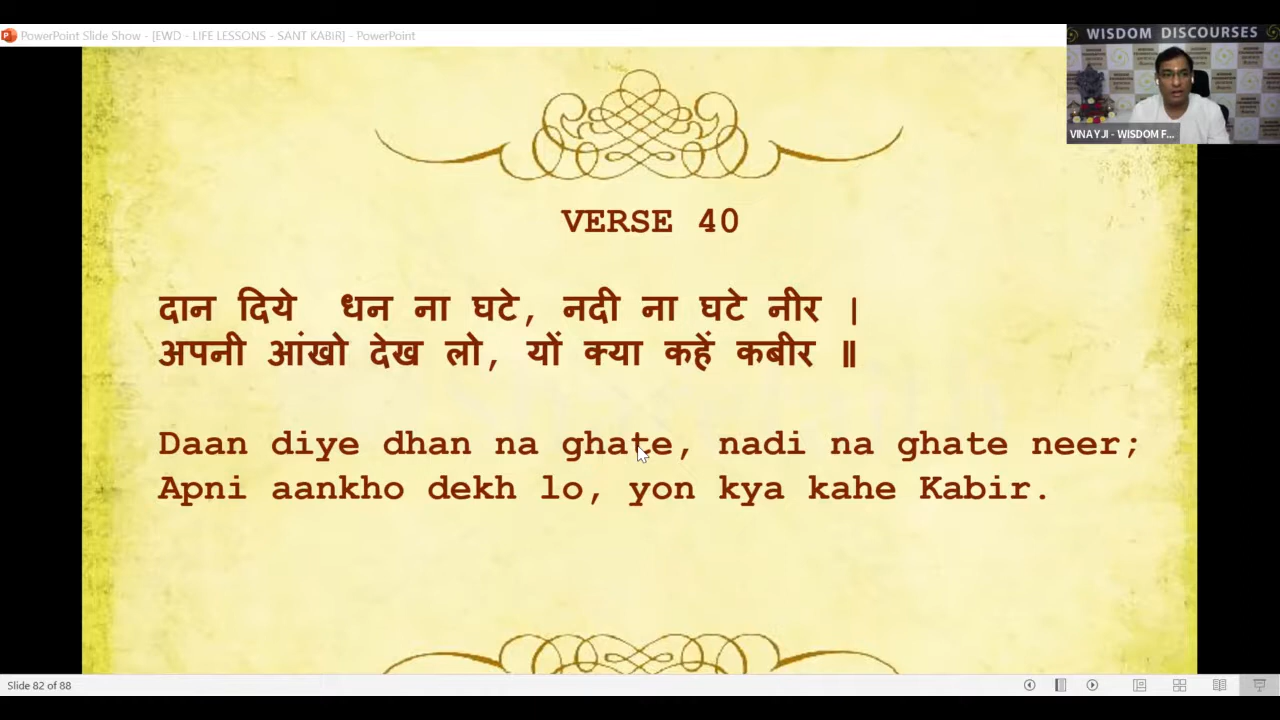 PowerPoint Slide Show - [EWD - LIFE LESSONS - SANT KABIR] - PowerPoint
WISDOM DISCOURSES
VINAYJI - WISDOM F...
VERSE 40
दान दिये धन ना घटे, नदी ना घटे नीर |
अपनी आंखो देख लो, यों क्या कहें कबीर ॥
Daan diye dhan na ghate, nadi na ghate neer;
Apni aankho dekh lo, yon kya kahe Kabir.
Slide 82 of 88